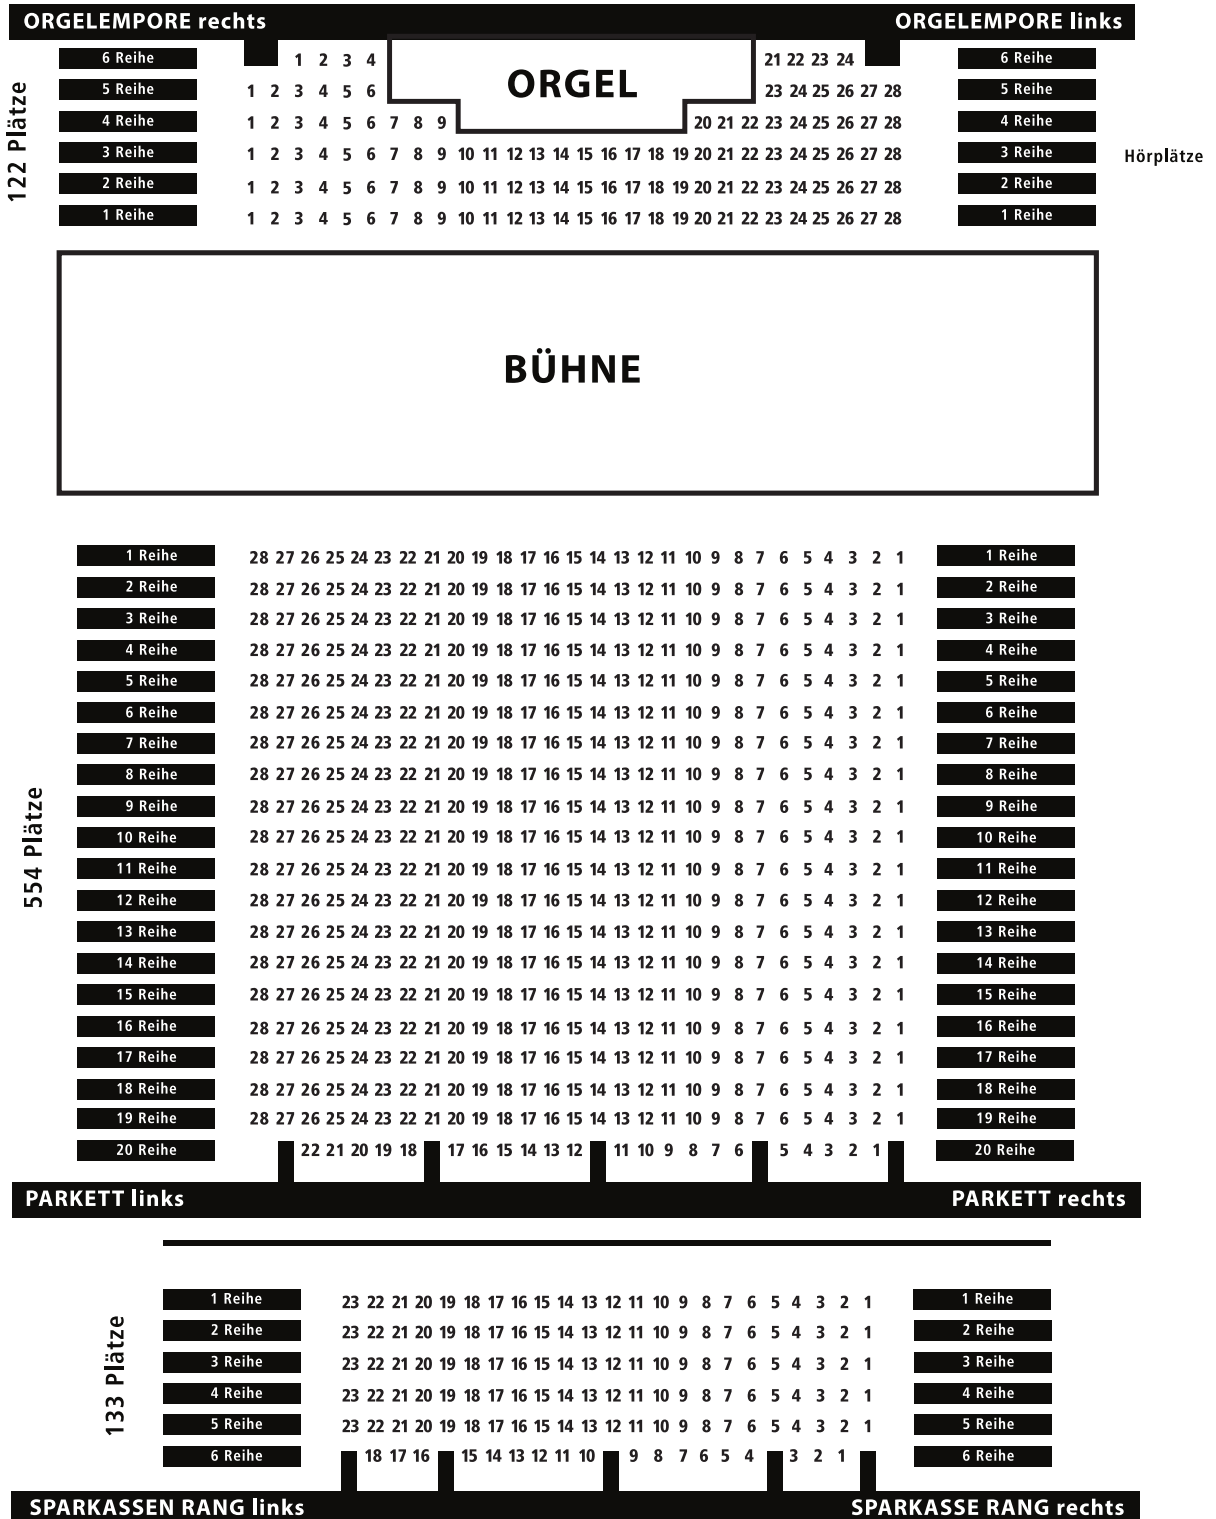 ORGELEMPORE rechts ORGELEMPORE links
6 Reihe 1 2 3 4 21 22 23 24 6 Reihe
ORGEL
5 Reihe 1 2 3 4 5 6 23 24 25 26 27 28 5 Reihe
4 Reihe 1 2 3 4 5 6 7 8 9 20 21 22 23 24 25 26 27 28 4 Reihe
3 Reihe 1 2 3 4 5 6 7 8 9 10 11 12 13 14 15 16 17 18 19 20 21 22 23 24 25 26 27 28 3 Reihe
2 Reihe 1 2 3 4 5 6 7 8 9 10 11 12 13 14 15 16 17 18 19 20 21 22 23 24 25 26 27 28 2 Reihe
1 Reihe 1 2 3 4 5 6 7 8 9 10 11 12 13 14 15 16 17 18 19 20 21 22 23 24 25 26 27 28 1 Reihe
122 Plätze
Hörplätze
BÜHNE
1 Reihe 28 27 26 25 24 23 22 21 20 19 18 17 16 15 14 13 12 11 10 9 8 7 6 5 4 3 2 1 1 Reihe
2 Reihe 28 27 26 25 24 23 22 21 20 19 18 17 16 15 14 13 12 11 10 9 8 7 6 5 4 3 2 1 2 Reihe
3 Reihe 28 27 26 25 24 23 22 21 20 19 18 17 16 15 14 13 12 11 10 9 8 7 6 5 4 3 2 1 3 Reihe
4 Reihe 28 27 26 25 24 23 22 21 20 19 18 17 16 15 14 13 12 11 10 9 8 7 6 5 4 3 2 1 4 Reihe
5 Reihe 28 27 26 25 24 23 22 21 20 19 18 17 16 15 14 13 12 11 10 9 8 7 6 5 4 3 2 1 5 Reihe
6 Reihe 28 27 26 25 24 23 22 21 20 19 18 17 16 15 14 13 12 11 10 9 8 7 6 5 4 3 2 1 6 Reihe
7 Reihe 28 27 26 25 24 23 22 21 20 19 18 17 16 15 14 13 12 11 10 9 8 7 6 5 4 3 2 1 7 Reihe
8 Reihe 28 27 26 25 24 23 22 21 20 19 18 17 16 15 14 13 12 11 10 9 8 7 6 5 4 3 2 1 8 Reihe
9 Reihe 28 27 26 25 24 23 22 21 20 19 18 17 16 15 14 13 12 11 10 9 8 7 6 5 4 3 2 1 9 Reihe
10 Reihe 28 27 26 25 24 23 22 21 20 19 18 17 16 15 14 13 12 11 10 9 8 7 6 5 4 3 2 1 10 Reihe
11 Reihe 28 27 26 25 24 23 22 21 20 19 18 17 16 15 14 13 12 11 10 9 8 7 6 5 4 3 2 1 11 Reihe
12 Reihe 28 27 26 25 24 23 22 21 20 19 18 17 16 15 14 13 12 11 10 9 8 7 6 5 4 3 2 1 12 Reihe
13 Reihe 28 27 26 25 24 23 22 21 20 19 18 17 16 15 14 13 12 11 10 9 8 7 6 5 4 3 2 1 13 Reihe
14 Reihe 28 27 26 25 24 23 22 21 20 19 18 17 16 15 14 13 12 11 10 9 8 7 6 5 4 3 2 1 14 Reihe
15 Reihe 28 27 26 25 24 23 22 21 20 19 18 17 16 15 14 13 12 11 10 9 8 7 6 5 4 3 2 1 15 Reihe
16 Reihe 28 27 26 25 24 23 22 21 20 19 18 17 16 15 14 13 12 11 10 9 8 7 6 5 4 3 2 1 16 Reihe
17 Reihe 28 27 26 25 24 23 22 21 20 19 18 17 16 15 14 13 12 11 10 9 8 7 6 5 4 3 2 1 17 Reihe
18 Reihe 28 27 26 25 24 23 22 21 20 19 18 17 16 15 14 13 12 11 10 9 8 7 6 5 4 3 2 1 18 Reihe
19 Reihe 28 27 26 25 24 23 22 21 20 19 18 17 16 15 14 13 12 11 10 9 8 7 6 5 4 3 2 1 19 Reihe
20 Reihe 22 21 20 19 18 17 16 15 14 13 12 11 10 9 8 7 6 5 4 3 2 1 20 Reihe
554 Plätze
PARKETT links PARKETT rechts
1 Reihe 23 22 21 20 19 18 17 16 15 14 13 12 11 10 9 8 7 6 5 4 3 2 1 1 Reihe
2 Reihe 23 22 21 20 19 18 17 16 15 14 13 12 11 10 9 8 7 6 5 4 3 2 1 2 Reihe
3 Reihe 23 22 21 20 19 18 17 16 15 14 13 12 11 10 9 8 7 6 5 4 3 2 1 3 Reihe
4 Reihe 23 22 21 20 19 18 17 16 15 14 13 12 11 10 9 8 7 6 5 4 3 2 1 4 Reihe
5 Reihe 23 22 21 20 19 18 17 16 15 14 13 12 11 10 9 8 7 6 5 4 3 2 1 5 Reihe
6 Reihe 18 17 16 15 14 13 12 11 10 9 8 7 6 5 4 3 2 1 6 Reihe
133 Plätze
SPARKASSEN RANG links SPARKASSE RANG rechts